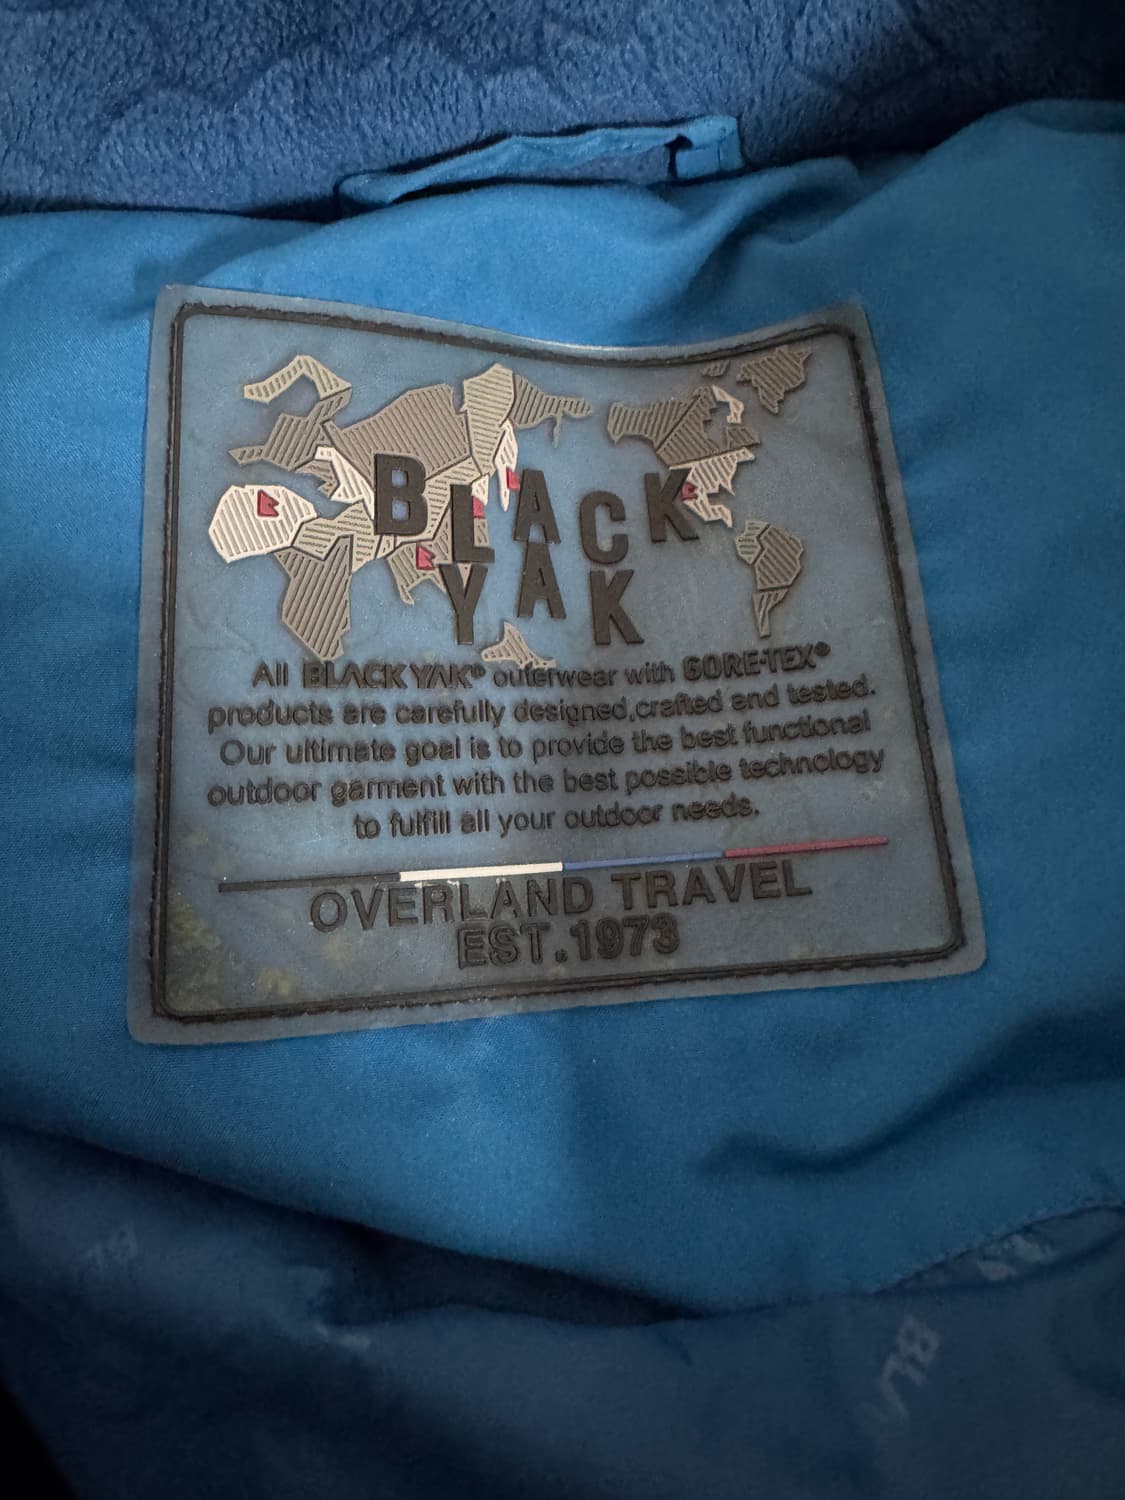 BLACK
YAK
All BLACKYAK® outerwear with GORE-TEX®
products are carefully designed,crafted and tested.
Our ultimate goal is to provide the best functional
outdoor garment with the best possible technology
to fulfill all your outdoor needs.
OVERLAND TRAVEL
EST.1973